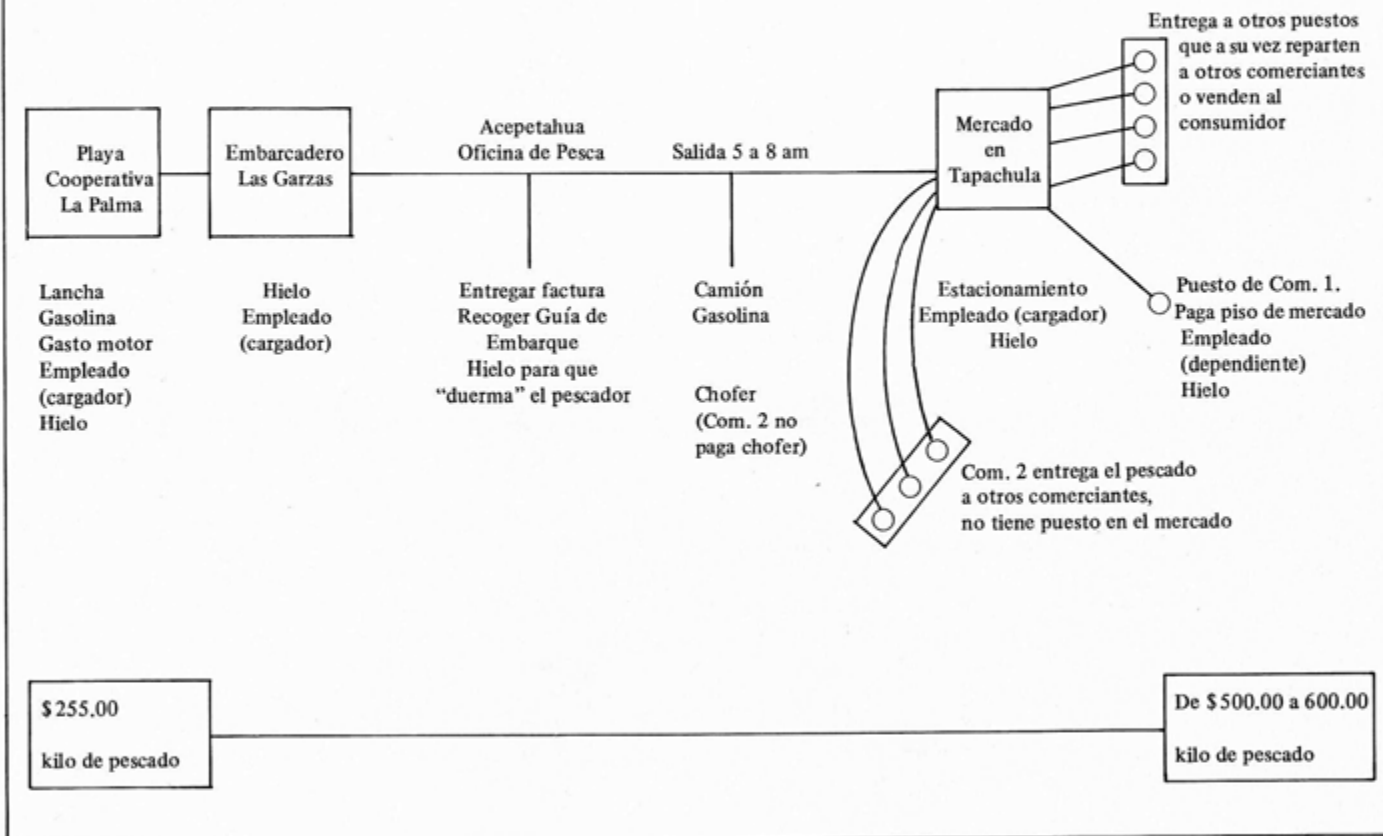 Entrega a otros puestos
que a su vez reparten
a otros comerciantes
o venden al
consumidor
Playa
Cooperativa
La Palma
Embarcadero
Las Garzas
Acepetahua
Oficina de Pesca
Salida 5 a 8 am
Mercado
en
Tapachula
Lancha
Gasolina
Gasto motor
Empleado
(cargador)
Hielo
Hielo
Empleado
(cargador)
Entregar factura
Recoger Guía de
Embarque
Hielo para que
“duerma” el pescador
Camión
Gasolina
Chofer
(Com. 2 no
paga chofer)
Estacionamiento
Empleado (cargador)
Hielo
Puesto de Com. 1.
Paga piso de mercado
Empleado
(dependiente)
Hielo
Com. 2 entrega el pescado
a otros comerciantes,
no tiene puesto en el mercado
$255.00
kilo de pescado
De $500.00 a 600.00
kilo de pescado